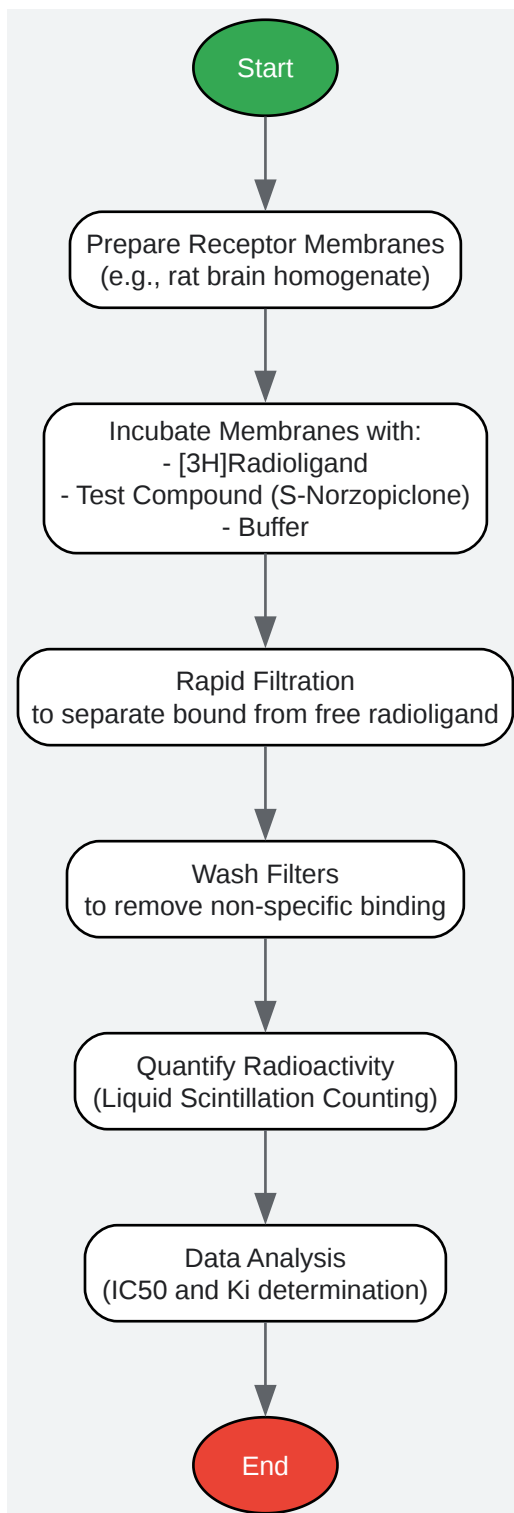 Start
Prepare Receptor Membranes
(e.g., rat brain homogenate)
Incubate Membranes with:
- [3H]Radioligand
- Test Compound (S-Norzopiclone)
- Buffer
Rapid Filtration
to separate bound from free radioligand
Wash Filters
to remove non-specific binding
Quantify Radioactivity
(Liquid Scintillation Counting)
Data Analysis
(IC50 and Ki determination)
End